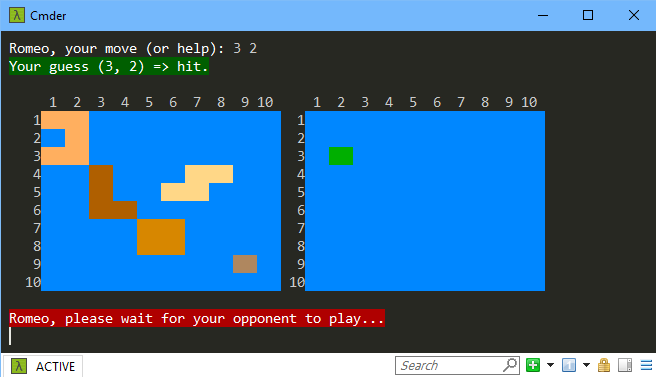 Cmder
Romeo, your move (or help): 3 2
Your guess (3, 2) => hit.
1 2 3 4 5 6 7 8 9 10 1 2 3 4 5 6 7 8 9 10
1 1
2 2
3 3
4 4
5 5
6 6
7 7
8 8
9 9
10 10
Romeo, please wait for your opponent to play...
λ ACTIVE Search 1